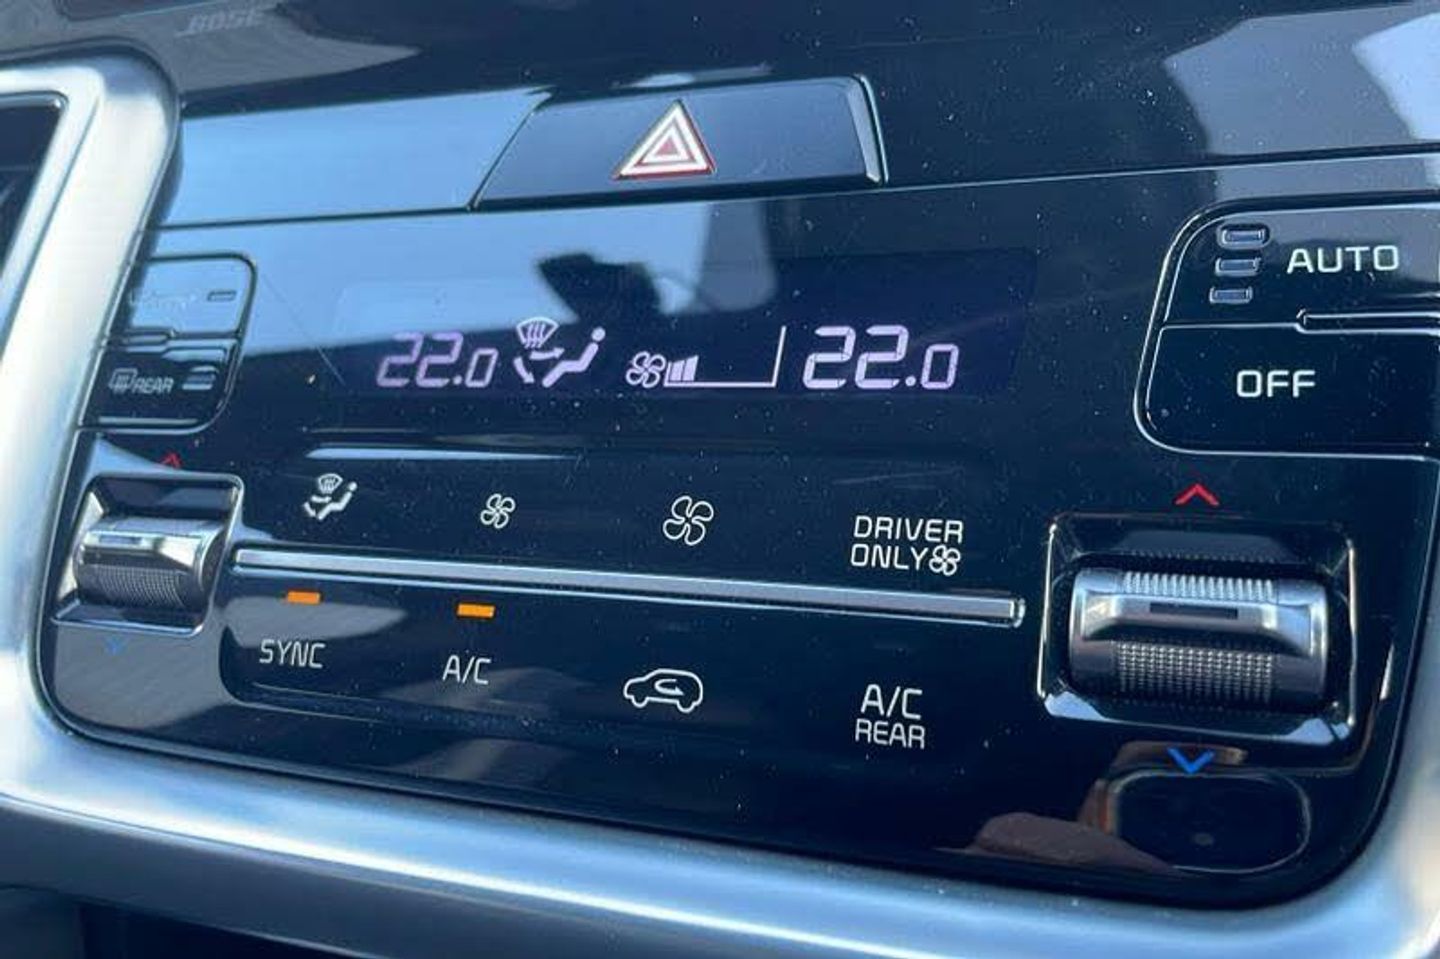 BOSE
AUTO
22.0 22.0
OFF
REAR
DRIVER
ONLY
SYNC
A/C
A/C
REAR